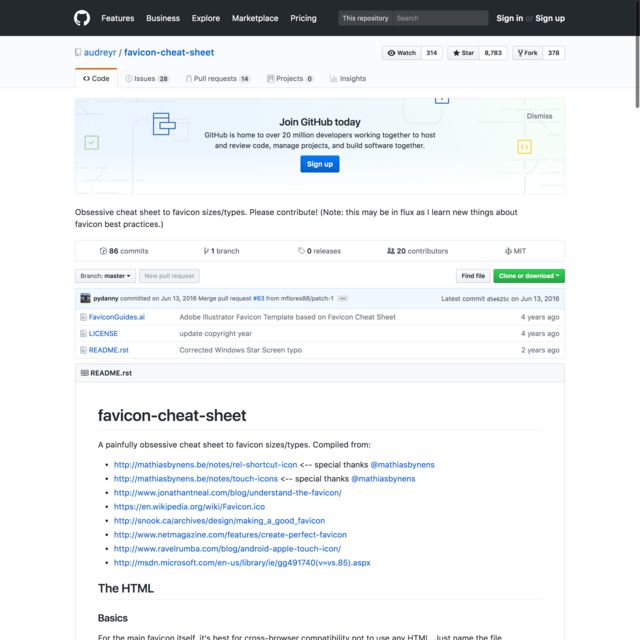 Features Business Explore Marketplace Pricing This repository Search Sign in or Sign up
audreyr / favicon-cheat-sheet Watch 314 Star 8,783 Fork 378
Code Issues 28 Pull requests 14 Projects 0 Insights
Dismiss
Join GitHub today
GitHub is home to over 20 million developers working together to host
and review code, manage projects, and build software together.
Sign up
Obsessive cheat sheet to favicon sizes/types. Please contribute! (Note: this may be in flux as I learn new things about
favicon best practices.)
86 commits 1 branch 0 releases 20 contributors MIT
Branch: master New pull request Find file Clone or download
pydanny committed on Jun 13, 2016 Merge pull request #63 from mflores88/patch-1 ... Latest commit d5e625c on Jun 13, 2016
FaviconGuides.ai Adobe Illustrator Favicon Template based on Favicon Cheat Sheet 4 years ago
LICENSE update copyright year 4 years ago
README.rst Corrected Windows Star Screen typo 2 years ago
README.rst
favicon-cheat-sheet
A painfully obsessive cheat sheet to favicon sizes/types. Compiled from:
http://mathiasbynens.be/notes/rel-shortcut-icon <-- special thanks @mathiasbynens
http://mathiasbynens.be/notes/touch-icons <-- special thanks @mathiasbynens
http://www.jonathantneal.com/blog/understand-the-favicon/
https://en.wikipedia.org/wiki/Favicon.ico
http://snook.ca/archives/design/making_a_good_favicon
http://www.netmagazine.com/features/create-perfect-favicon
http://www.ravelrumba.com/blog/android-apple-touch-icon/
http://msdn.microsoft.com/en-us/library/ie/gg491740(v=vs.85).aspx
The HTML
Basics
For the main favicon itself, it's best for cross-browser compatibility not to use any HTML. Just name the file